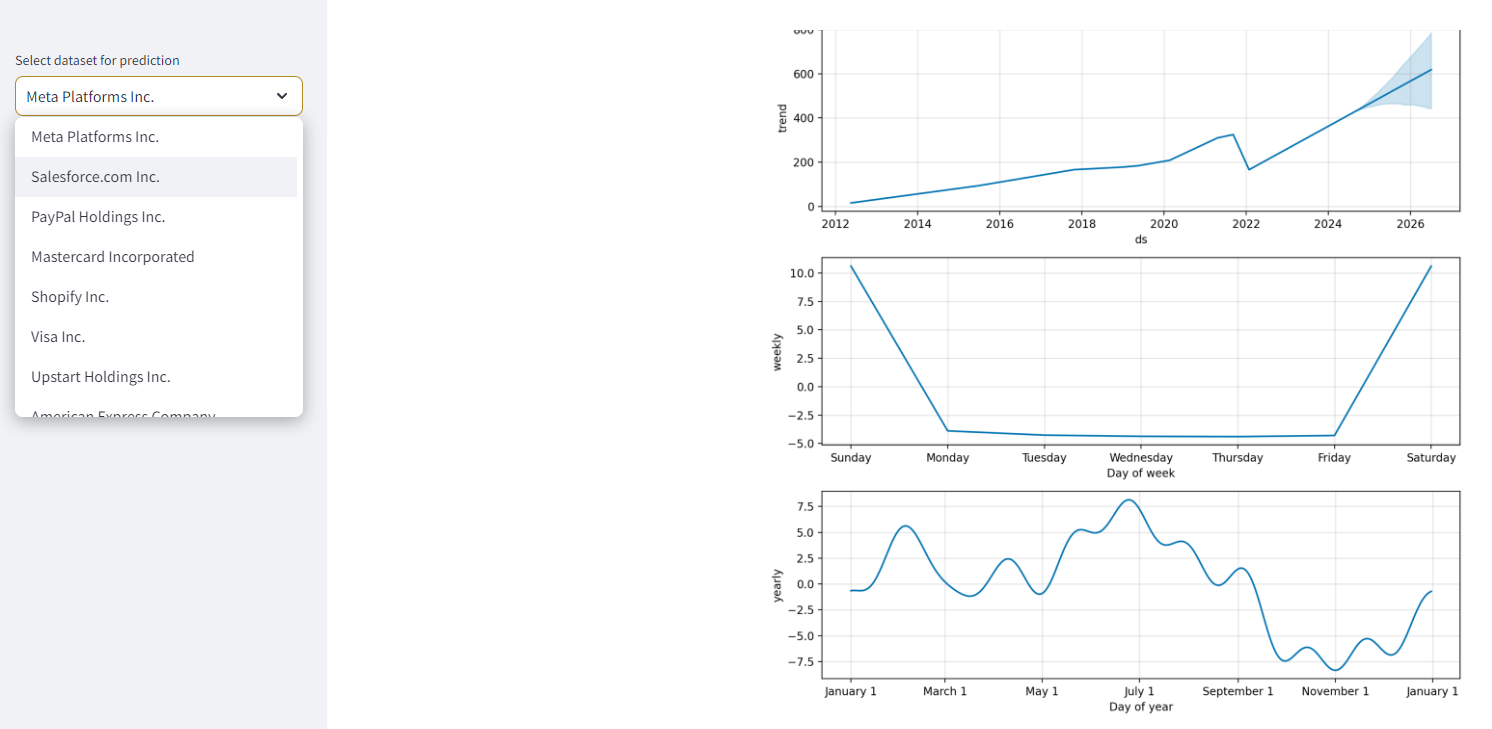 Select dataset for prediction
Meta Platforms Inc.
Meta Platforms Inc.
Salesforce.com Inc.
PayPal Holdings Inc.
Mastercard Incorporated
Shopify Inc.
Visa Inc.
Upstart Holdings Inc.
American Express Company
800
600
400
200
0
trend
2012 2014 2016 2018 2020 2022 2024 2026
ds
10.0
7.5
5.0
2.5
0.0
−2.5
−5.0
weekly
Sunday Monday Tuesday Wednesday Thursday Friday Saturday
Day of week
7.5
5.0
2.5
0.0
−2.5
−5.0
−7.5
yearly
January 1 March 1 May 1 July 1 September 1 November 1 January 1
Day of year